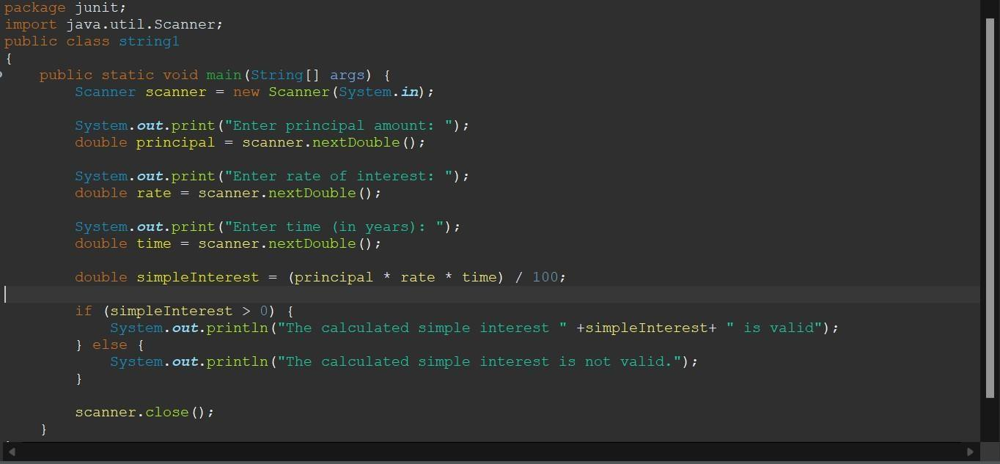 package junit;
import java.util.Scanner;
public class string1
{
    public static void main(String[] args) {
        Scanner scanner = new Scanner(System.in);
        System.out.print("Enter principal amount: ");
        double principal = scanner.nextDouble();
        System.out.print("Enter rate of interest: ");
        double rate = scanner.nextDouble();
        System.out.print("Enter time (in years): ");
        double time = scanner.nextDouble();
        double simpleInterest = (principal * rate * time) / 100;
        if (simpleInterest > 0) {
            System.out.println("The calculated simple interest " +simpleInterest+ " is valid");
        } else {
            System.out.println("The calculated simple interest is not valid.");
        }
        scanner.close();
    }